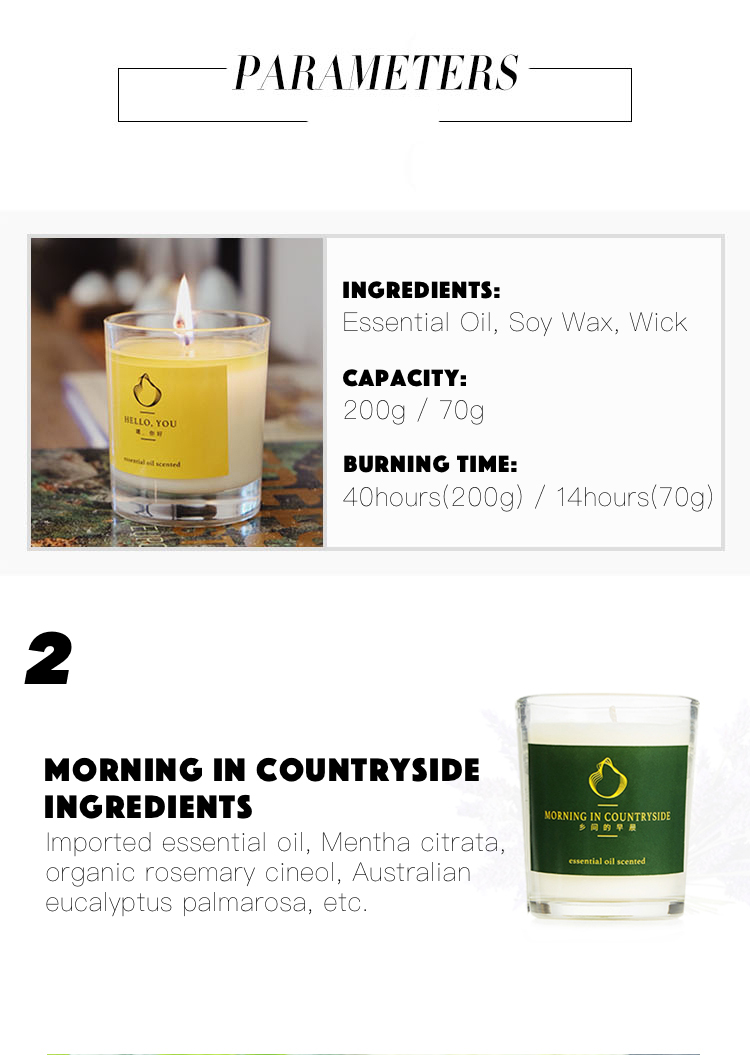 PARAMETERS
HELLO, YOU
嘿，你好
essential oil scented
INGREDIENTS:
Essential Oil, Soy Wax, Wick
CAPACITY:
200g / 70g
BURNING TIME:
40hours(200g) / 14hours(70g)
2
MORNING IN COUNTRYSIDE
INGREDIENTS
Imported essential oil, Mentha citrata,
organic rosemary cineol, Australian
eucalyptus palmarosa, etc.
MORNING IN COUNTRYSIDE
乡间的早晨
essential oil scented